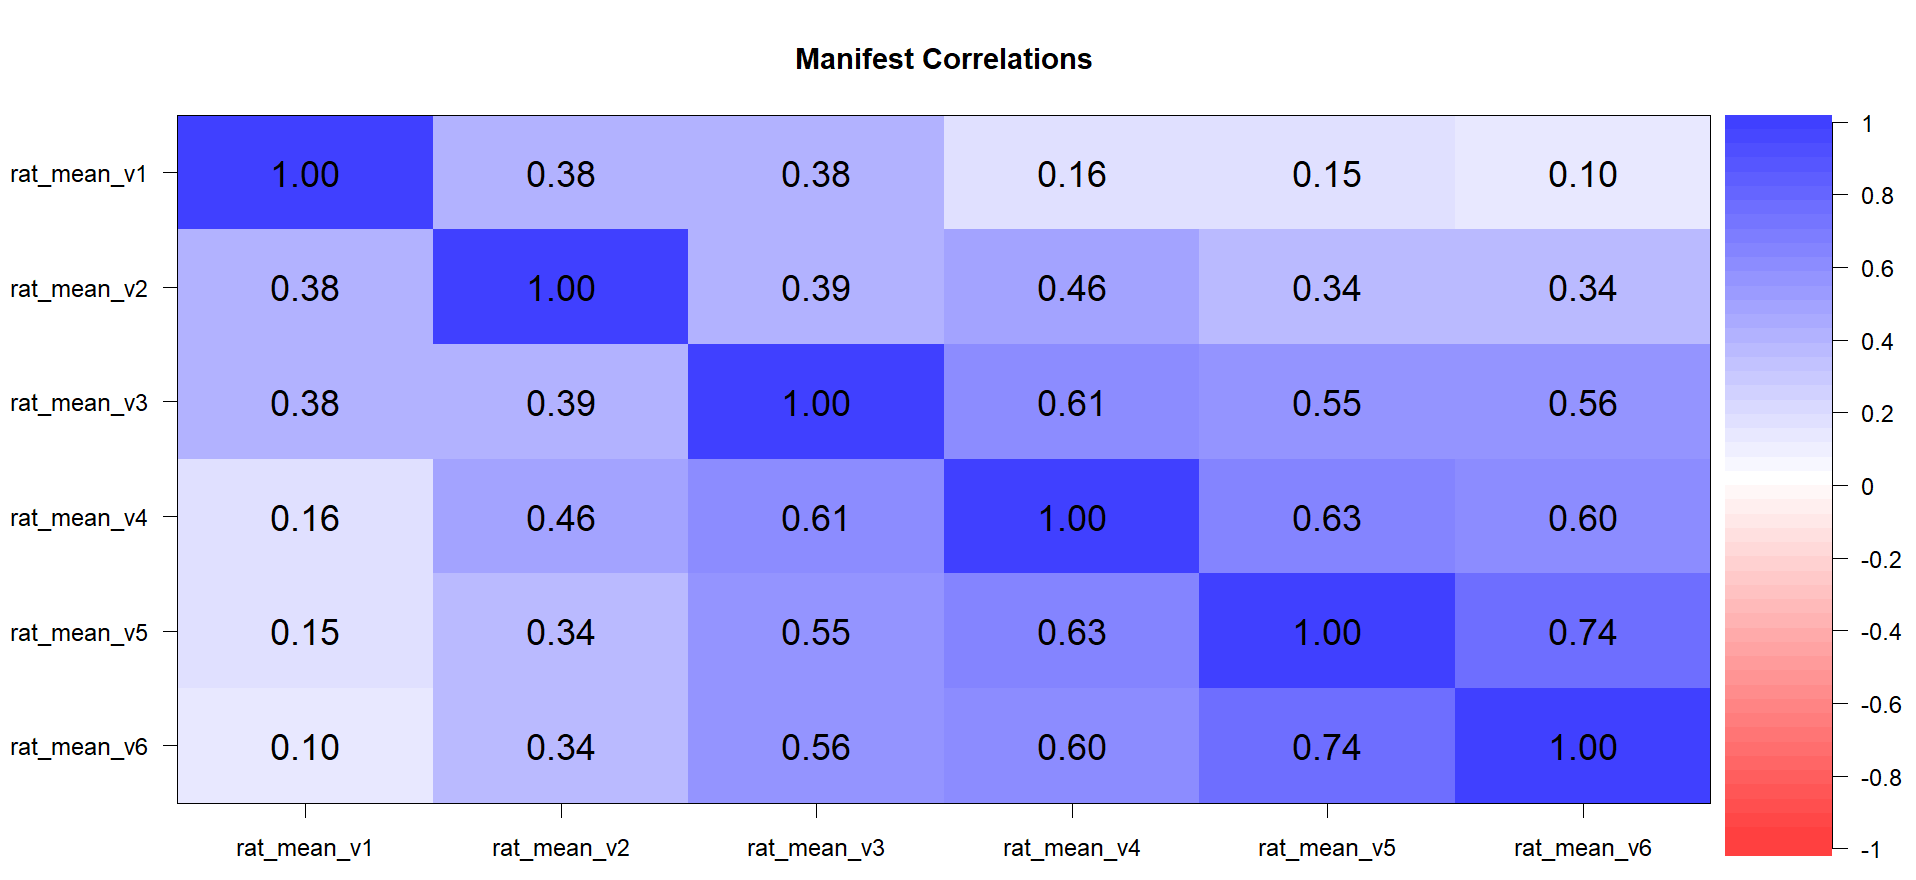 Manifest Correlations
rat_mean_v1 1.00 0.38 0.38 0.16 0.15 0.10
rat_mean_v2 0.38 1.00 0.39 0.46 0.34 0.34
rat_mean_v3 0.38 0.39 1.00 0.61 0.55 0.56
rat_mean_v4 0.16 0.46 0.61 1.00 0.63 0.60
rat_mean_v5 0.15 0.34 0.55 0.63 1.00 0.74
rat_mean_v6 0.10 0.34 0.56 0.60 0.74 1.00
rat_mean_v1 rat_mean_v2 rat_mean_v3 rat_mean_v4 rat_mean_v5 rat_mean_v6
1
0.8
0.6
0.4
0.2
0
-0.2
-0.4
-0.6
-0.8
-1